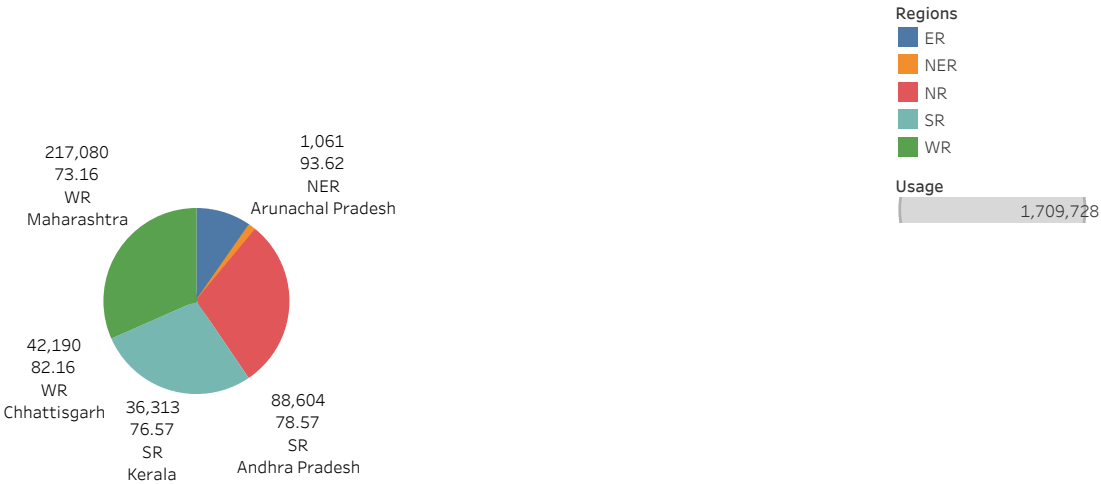 Regions
ER
NER
NR
SR
WR
Usage
1,709,728
1,061
93.62
NER
Arunachal Pradesh
217,080
73.16
WR
Maharashtra
42,190
82.16
WR
Chhattisgarh
36,313
76.57
SR
Kerala
88,604
78.57
SR
Andhra Pradesh